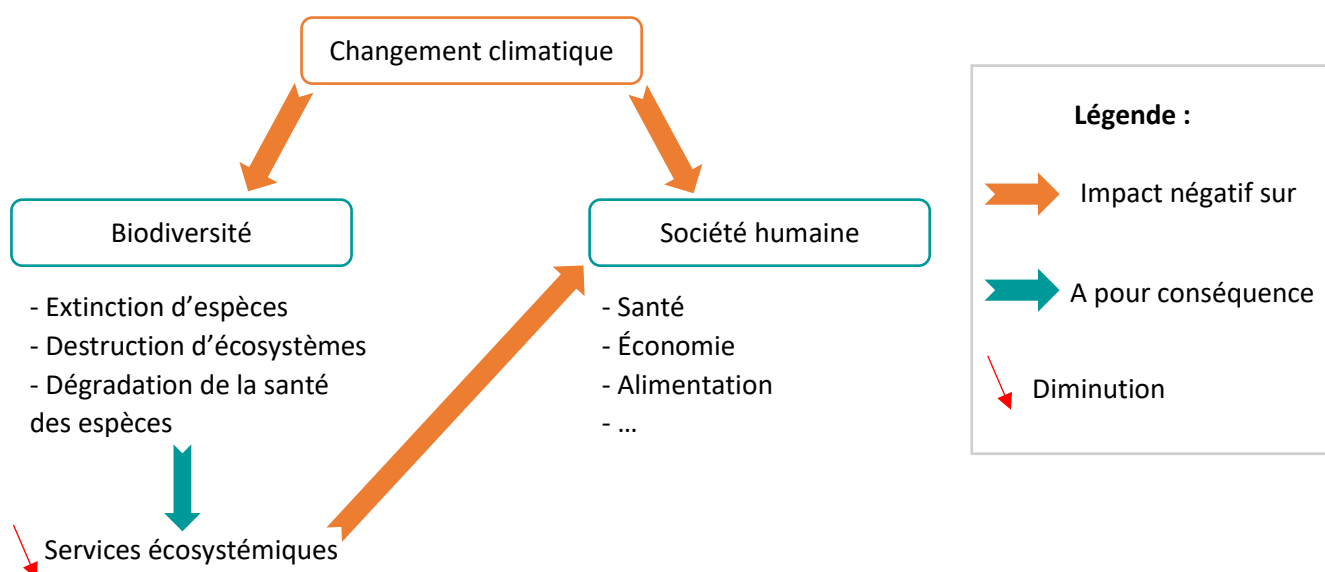 Changement climatique
Biodiversité
- Extinction d’espèces
- Destruction d’écosystèmes
- Dégradation de la santé
des espèces
Services écosystémiques
Société humaine
- Santé
- Économie
- Alimentation
- …
Légende :
Impact négatif sur
A pour conséquence
Diminution